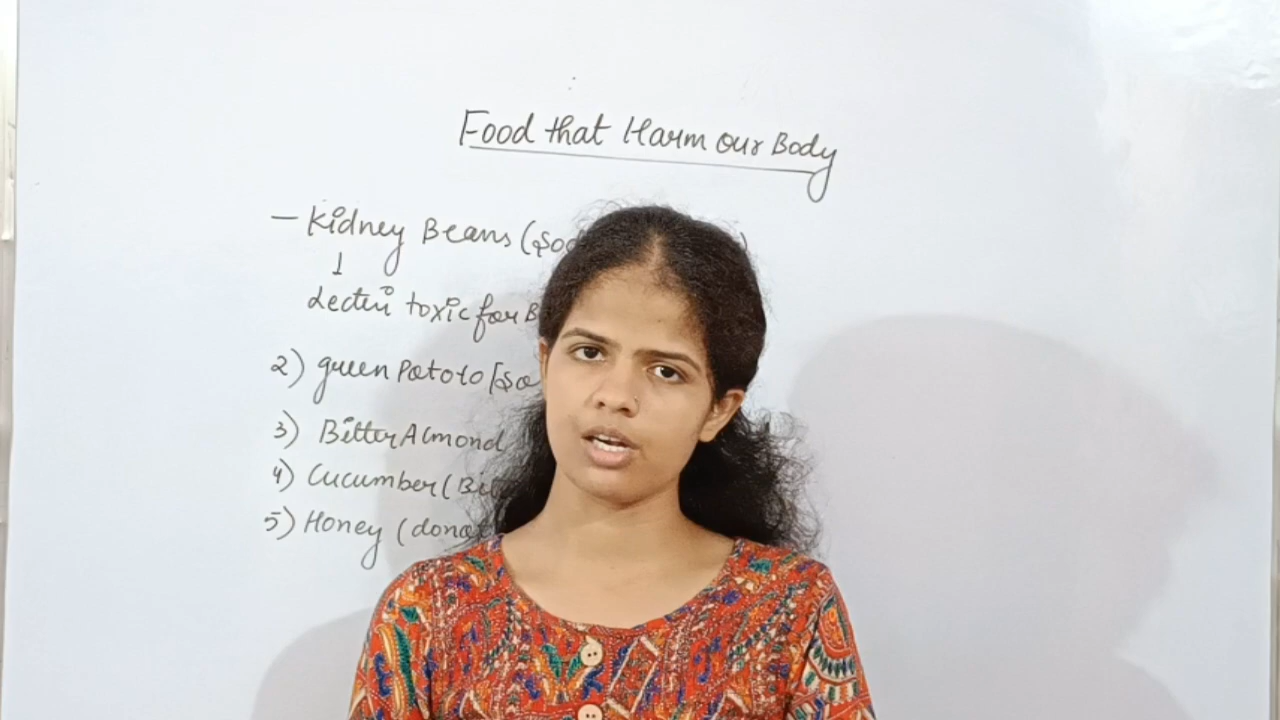 Food that Harm our Body
– Kidney Beans (
↓
Lectin toxic for
2) green Potato [
3) Bitter Almond
4) Cucumber (
5) Honey (